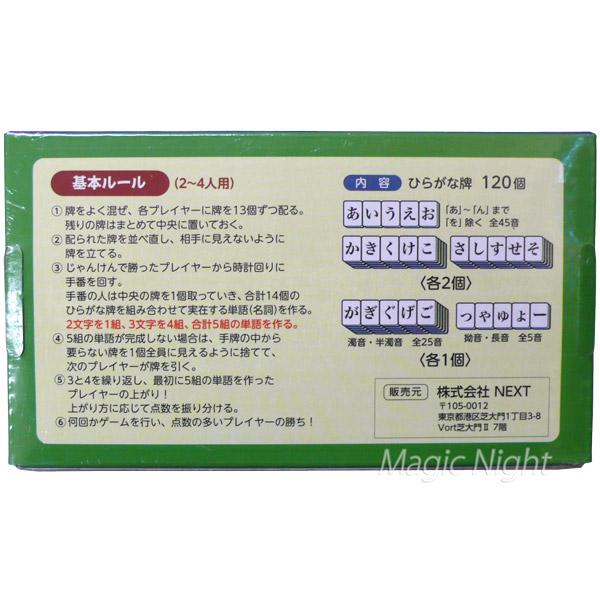 基本ルール (2～4人用)
①牌をよく混ぜ、各プレイヤーに牌を13個ずつ配る。
残りの牌はまとめて中央に置いておく。
②配られた牌を並べ直し、相手に見えないように
牌を立てる。
③じゃんけんで勝ったプレイヤーから時計回りに
手番を回す。
手番の人は中央の牌を1個取っていき、合計14個の
ひらがな牌を組み合わせて実在する単語(名詞)を作る。
2文字を1組、3文字を4組、合計5組の単語を作る。
④5組の単語が完成しない場合は、手牌の中から
要らない牌を1個全員に見えるように捨てて、
次のプレイヤーが牌を引く。
⑤3と4を繰り返し、最初に5組の単語を作った
プレイヤーの上がり!
上がり方に応じて点数を振り分ける。
⑥何回かゲームを行い、点数の多いプレイヤーの勝ち!
内容 ひらがな牌 120個
あいうえお
「あ」～「ん」まで
「を」除く 全45音
かきくけこ さしすせそ
〈各2個〉
がぎぐげご っゃゅょー
濁音・半濁音 全25音 拗音・長音 全5音
〈各1個〉
販売元 株式会社 NEXT
〒105-0012
東京都港区芝大門1丁目3-8
Vort芝大門Ⅱ 7階
Magic Night